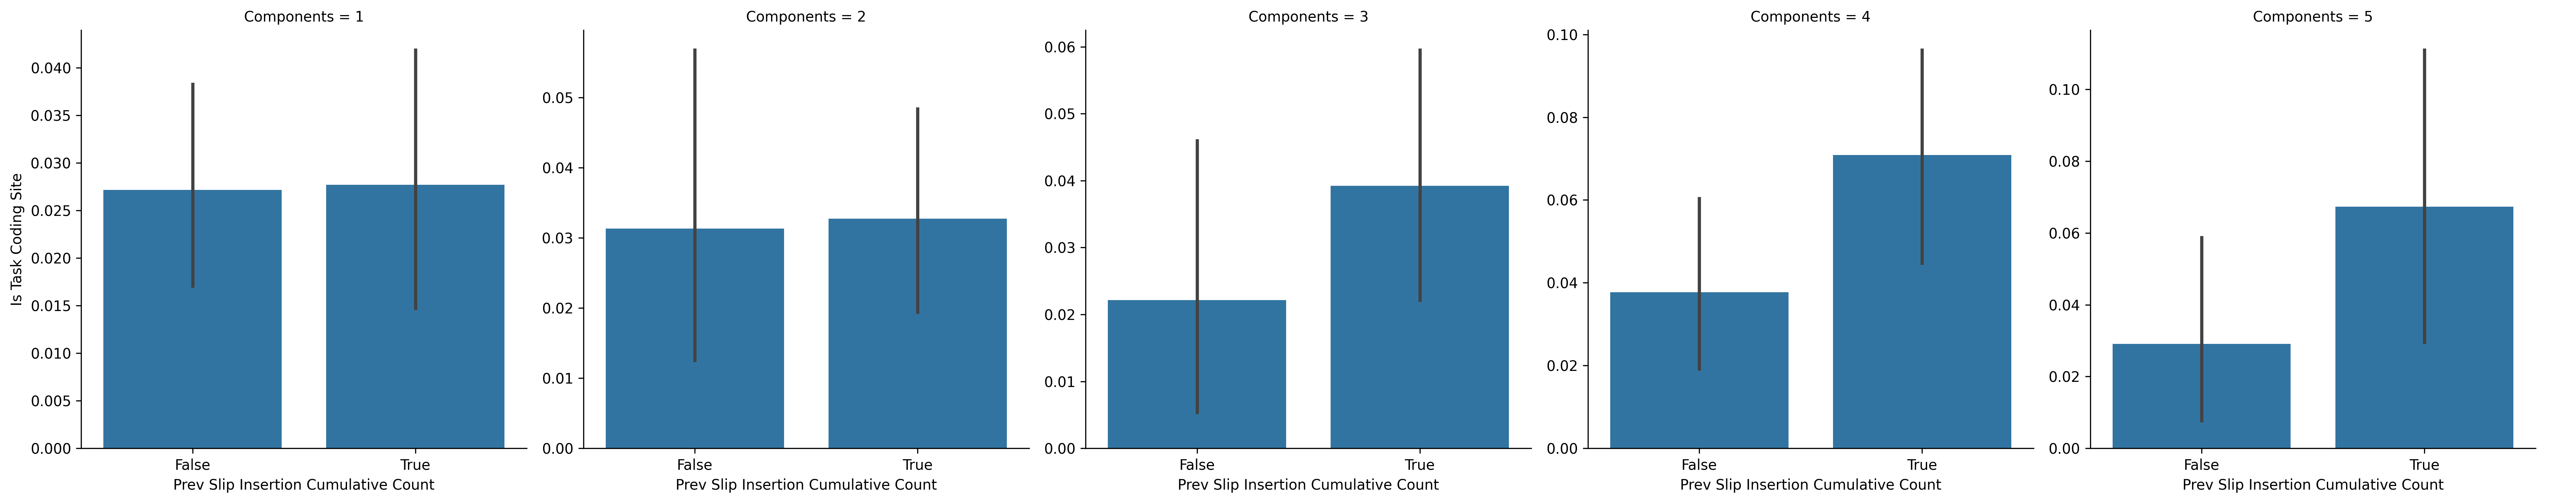 Components = 1
Components = 2
Components = 3
Components = 4
Components = 5
Is Task Coding Site
0.040
0.035
0.030
0.025
0.020
0.015
0.010
0.005
0.000
False
True
Prev Slip Insertion Cumulative Count
0.05
0.04
0.03
0.02
0.01
0.00
False
True
Prev Slip Insertion Cumulative Count
0.06
0.05
0.04
0.03
0.02
0.01
0.00
False
True
Prev Slip Insertion Cumulative Count
0.10
0.08
0.06
0.04
0.02
0.00
False
True
Prev Slip Insertion Cumulative Count
0.10
0.08
0.06
0.04
0.02
0.00
False
True
Prev Slip Insertion Cumulative Count